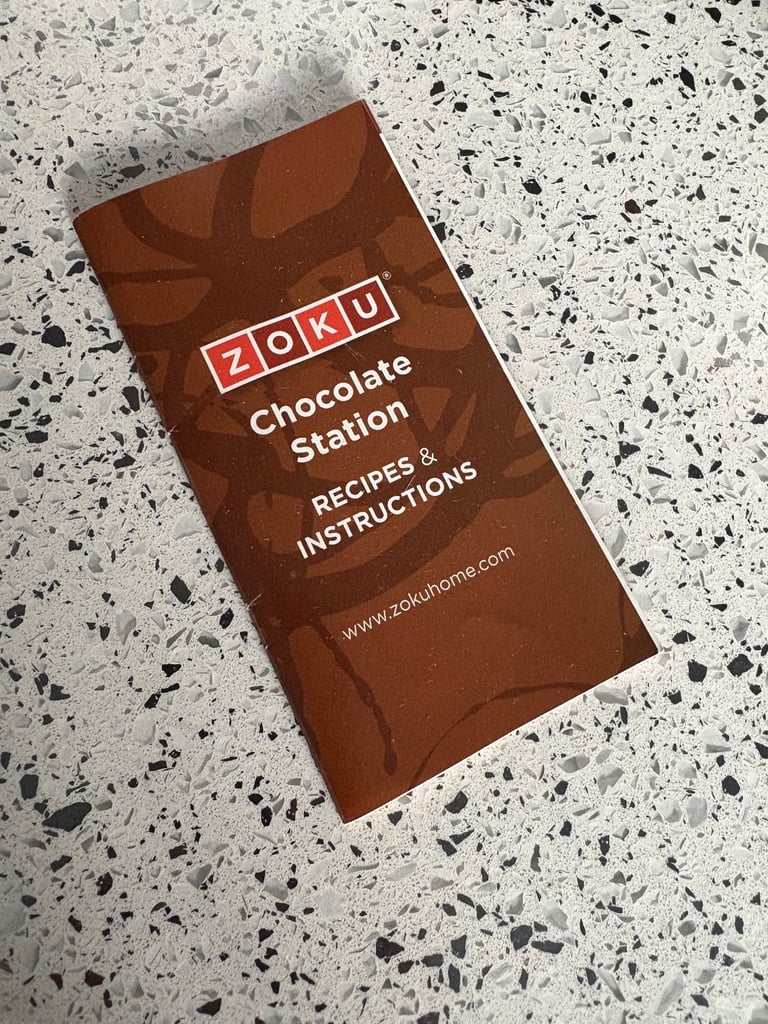 ZOKU®
Chocolate
Station
RECIPES &
INSTRUCTIONS
www.zokuhome.com